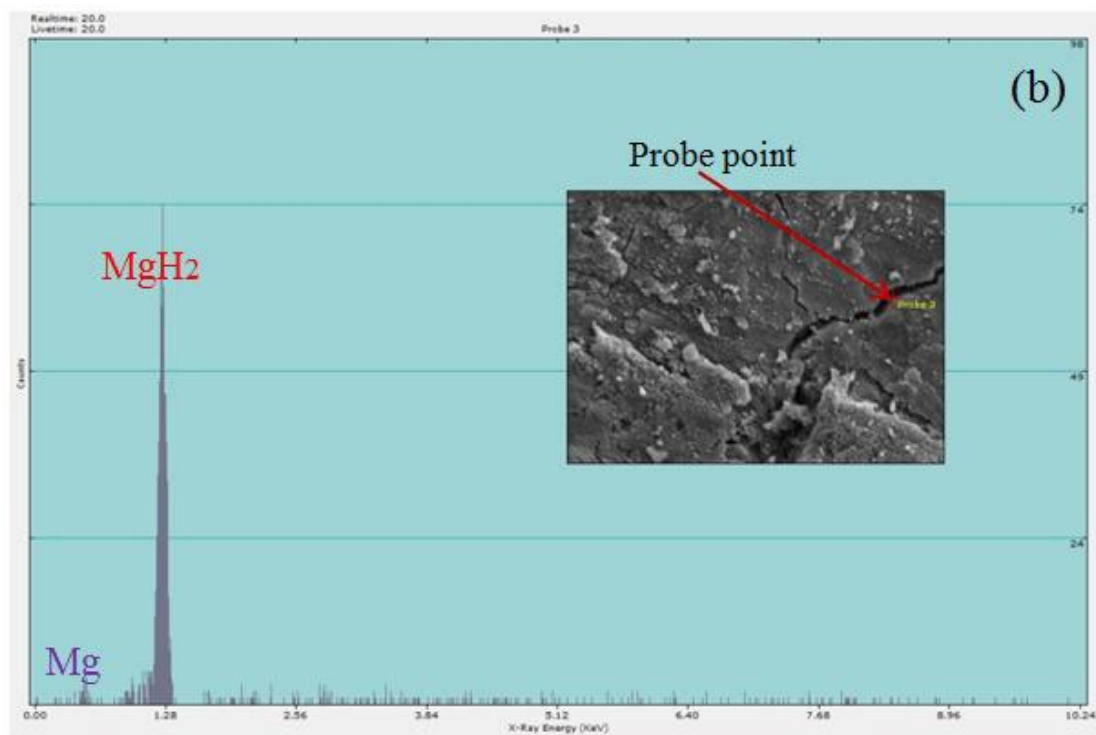 Realtime: 20.0
Livetime: 20.0
Probe 3
98
(b)
Probe point
74
MgH2
Probe 3
Counts
49
24
Mg
0.00 1.28 2.56 3.84 5.12 6.40 7.68 8.96 10.24
X-Ray Energy (KeV)